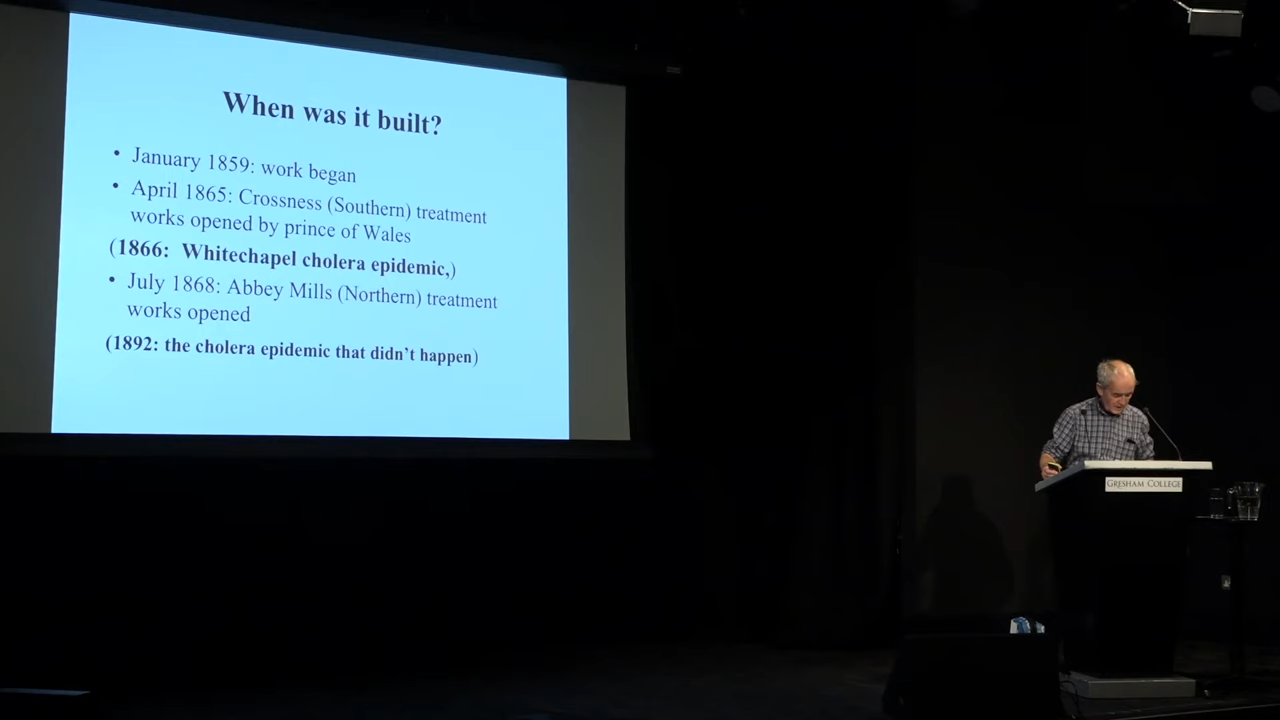 When was it built?
• January 1859: work began
• April 1865: Crossness (Southern) treatment
works opened by prince of Wales
(1866: Whitechapel cholera epidemic,)
• July 1868: Abbey Mills (Northern) treatment
works opened
(1892: the cholera epidemic that didn't happen)
GRESHAM COLLEGE